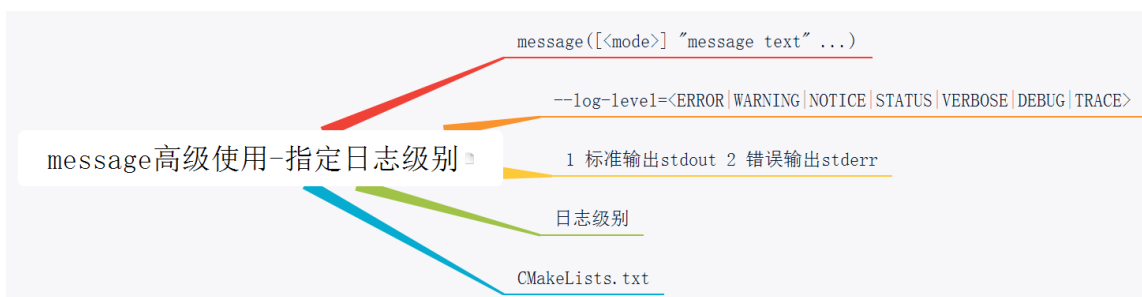 message([<mode>] "message text" ...)
--log-level=<ERROR|WARNING|NOTICE|STATUS|VERBOSE|DEBUG|TRACE>
message高级使用-指定日志级别
1 标准输出stdout 2 错误输出stderr
日志级别
CMakeLists.txt